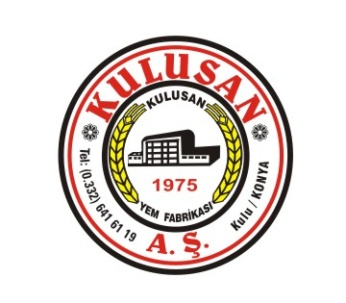 KULUSAN
KULUSAN
1975
YEM FABRİKASI
Tel: (0.332) 641 61 19
Kulu / KONYA
A. Ş.